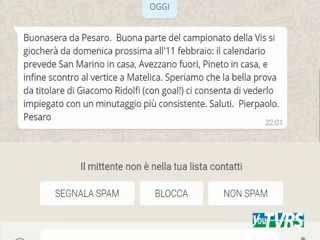 OGGI
Buonasera da Pesaro.  Buona parte del campionato della Vis si
giocherà da domenica prossima all'11 febbraio: il calendario
prevede San Marino in casa, Avezzano fuori, Pineto in casa, e
infine scontro al vertice a Matelica. Speriamo che la bella prova
da titolare di Giacomo Ridolfi (con goal!) ci consenta di vederlo
impiegato con un minutaggio più consistente. Saluti.  Pierpaolo.
Pesaro
22:01
Il mittente non è nella tua lista contatti
SEGNALA SPAM
BLOCCA
NON SPAM
You TVRS